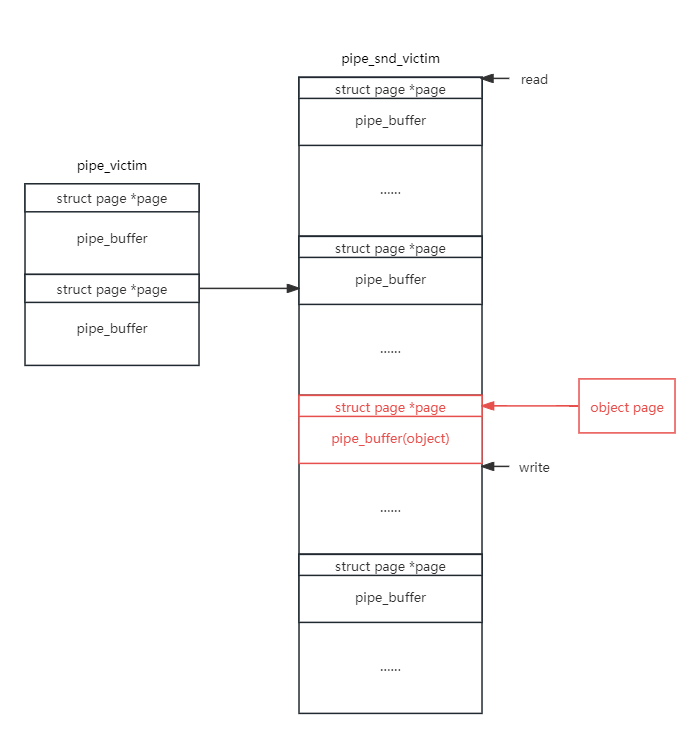 pipe_snd_victim
struct page *page
read
pipe_buffer
pipe_victim
......
struct page *page
pipe_buffer
struct page *page
pipe_buffer
struct page *page
pipe_buffer
......
struct page *page
object page
pipe_buffer(object)
write
......
struct page *page
pipe_buffer
......